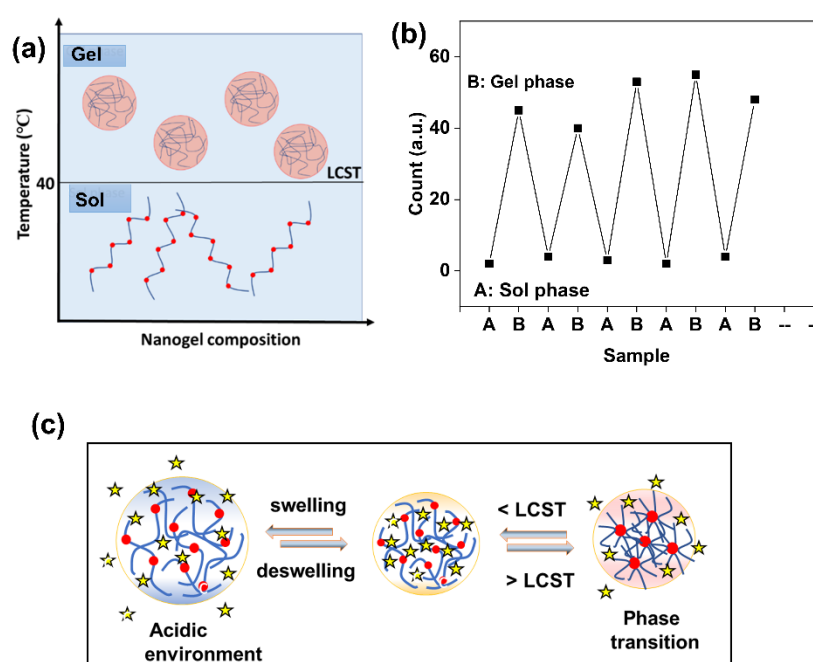 (a)
Gel
Temperature (°C)
LCST
40
Sol
Nanogel composition
(b)
60
B: Gel phase
40
Count (a.u.)
20
0
A: Sol phase
A B A B A B A B A B -- -
Sample
(c)
swelling
deswelling
< LCST
> LCST
Acidic
environment
Phase
transition